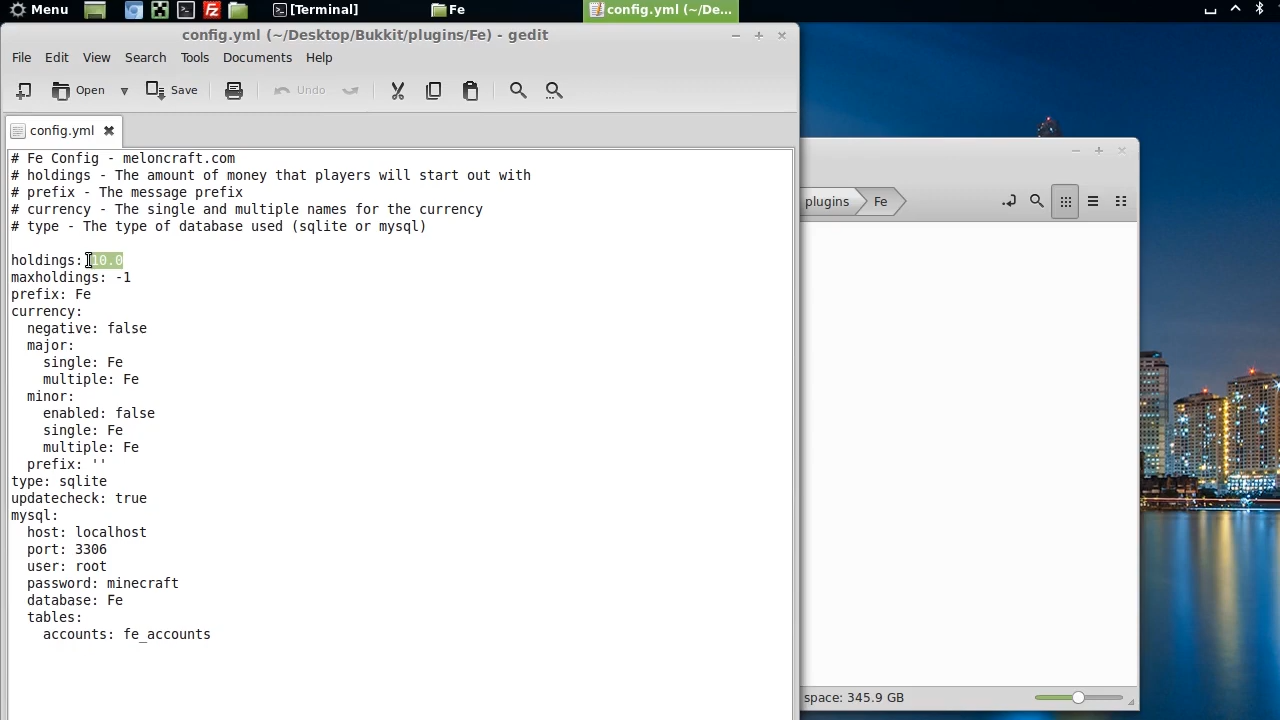 Menu
[Terminal]
Fe
config.yml (~/De...
config.yml (~/Desktop/Bukkit/plugins/Fe) - gedit
File Edit View Search Tools Documents Help
Open Save Undo
config.yml
# Fe Config - meloncraft.com
# holdings - The amount of money that players will start out with
# prefix - The message prefix
# currency - The single and multiple names for the currency
# type - The type of database used (sqlite or mysql)
holdings: 10.0
maxholdings: -1
prefix: Fe
currency:
  negative: false
  major:
    single: Fe
    multiple: Fe
  minor:
    enabled: false
    single: Fe
    multiple: Fe
  prefix: ''
type: sqlite
updatecheck: true
mysql:
  host: localhost
  port: 3306
  user: root
  password: minecraft
  database: Fe
  tables:
    accounts: fe_accounts
plugins Fe
space: 345.9 GB